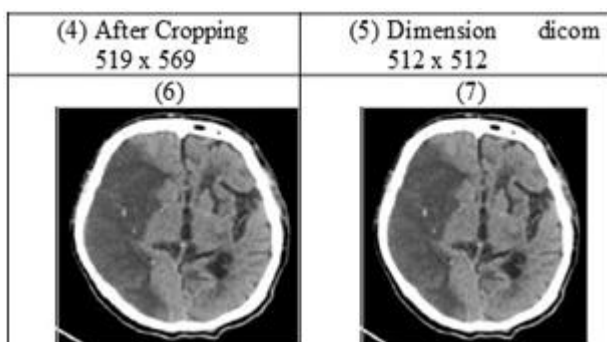 (4) After Cropping
519 x 569
(5) Dimension dicom
512 x 512
(6)
(7)